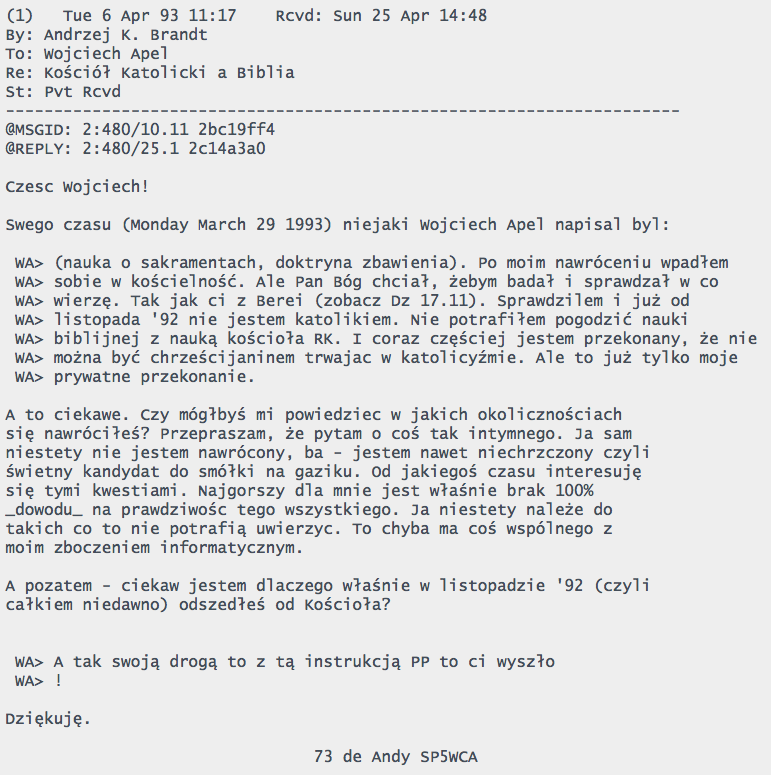 (1)   Tue 6 Apr 93 11:17    Rcvd: Sun 25 Apr 14:48
By: Andrzej K. Brandt
To: Wojciech Apel
Re: Kościół Katolicki a Biblia
St: Pvt Rcvd
----------------------------------------------------------------------
@MSGID: 2:480/10.11 2bc19ff4
@REPLY: 2:480/25.1 2c14a3a0

Czesc Wojciech!

Swego czasu (Monday March 29 1993) niejaki Wojciech Apel napisal byl:

 WA> (nauka o sakramentach, doktryna zbawienia). Po moim nawróceniu wpadłem
 WA> sobie w kościelność. Ale Pan Bóg chciał, żebym badał i sprawdzał w co
 WA> wierzę. Tak jak ci z Berei (zobacz Dz 17.11). Sprawdzilem i już od
 WA> listopada '92 nie jestem katolikiem. Nie potrafiłem pogodzić nauki
 WA> biblijnej z nauką kościoła RK. I coraz częściej jestem przekonany, że nie
 WA> można być chrześcijaninem trwajac w katolicyźmie. Ale to już tylko moje
 WA> prywatne przekonanie.

A to ciekawe. Czy mógłbyś mi powiedziec w jakich okolicznościach
się nawróciłeś? Przepraszam, że pytam o coś tak intymnego. Ja sam
niestety nie jestem nawrócony, ba - jestem nawet niechrzczony czyli
świetny kandydat do smółki na gaziku. Od jakiegoś czasu interesuję
się tymi kwestiami. Najgorszy dla mnie jest właśnie brak 100%
_dowodu_ na prawdziwośc tego wszystkiego. Ja niestety należe do
takich co to nie potrafią uwierzyc. To chyba ma coś wspólnego z
moim zboczeniem informatycznym.

A pozatem - ciekaw jestem dlaczego właśnie w listopadzie '92 (czyli
całkiem niedawno) odszedłeś od Kościoła?

 WA> A tak swoją drogą to z tą instrukcją PP to ci wyszło
 WA> !

Dziękuję.

                                73 de Andy SP5WCA